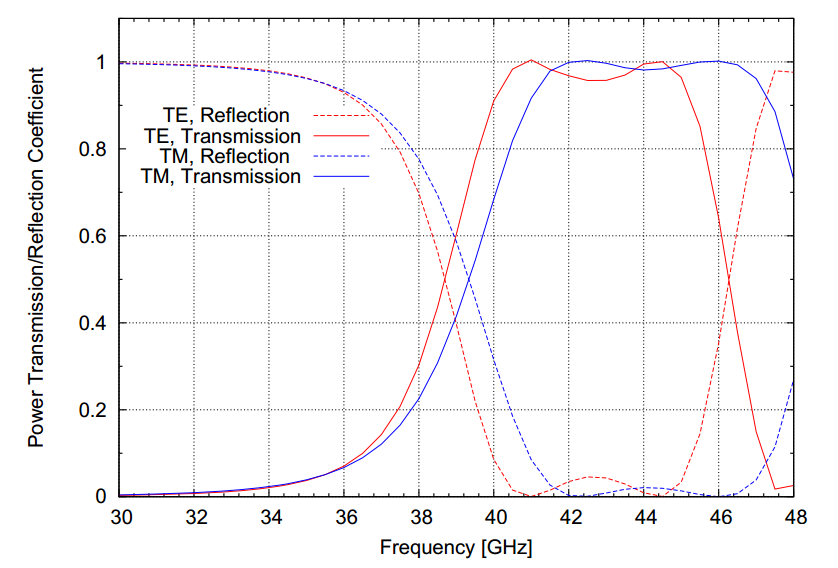 Power Transmission/Reflection Coefficient
1
0.8
0.6
0.4
0.2
0
TE, Reflection
TE, Transmission
TM, Reflection
TM, Transmission
30 32 34 36 38 40 42 44 46 48
Frequency [GHz]